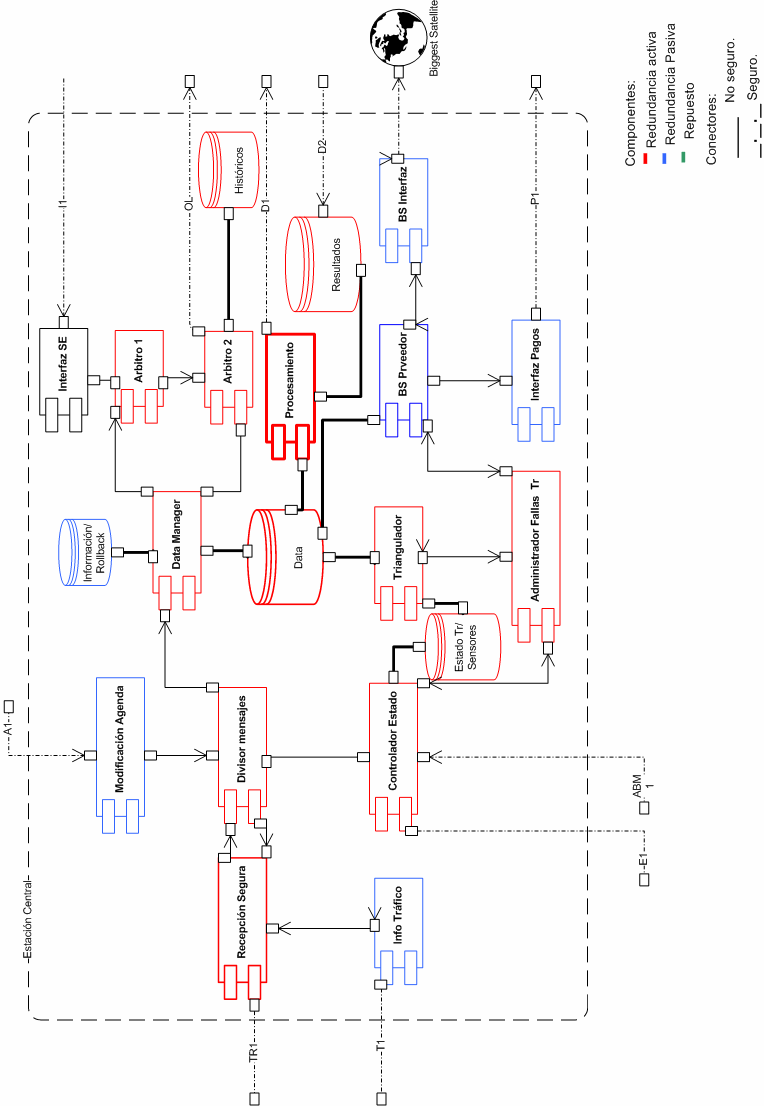 Biggest Satellite
Componentes:
Redundancia activa
Redundancia Pasiva
Repuesto
Conectores:
No seguro.
Seguro.
I1
OL
D1
D2
P1
Históricos
Resultados
BS Interfaz
Interfaz SE
Arbitro 1
Arbitro 2
Procesamiento
BS Prveedor
Interfaz Pagos
Información/
Rollback
Data Manager
Data
Triangulador
Administrador Fallas Tr
Estado Tr/
Sensores
A1
Modificación Agenda
Divisor mensajes
Controlador Estado
ABM
1
E1
Estación Central
Recepción Segura
Info Tráfico
TR1
T1